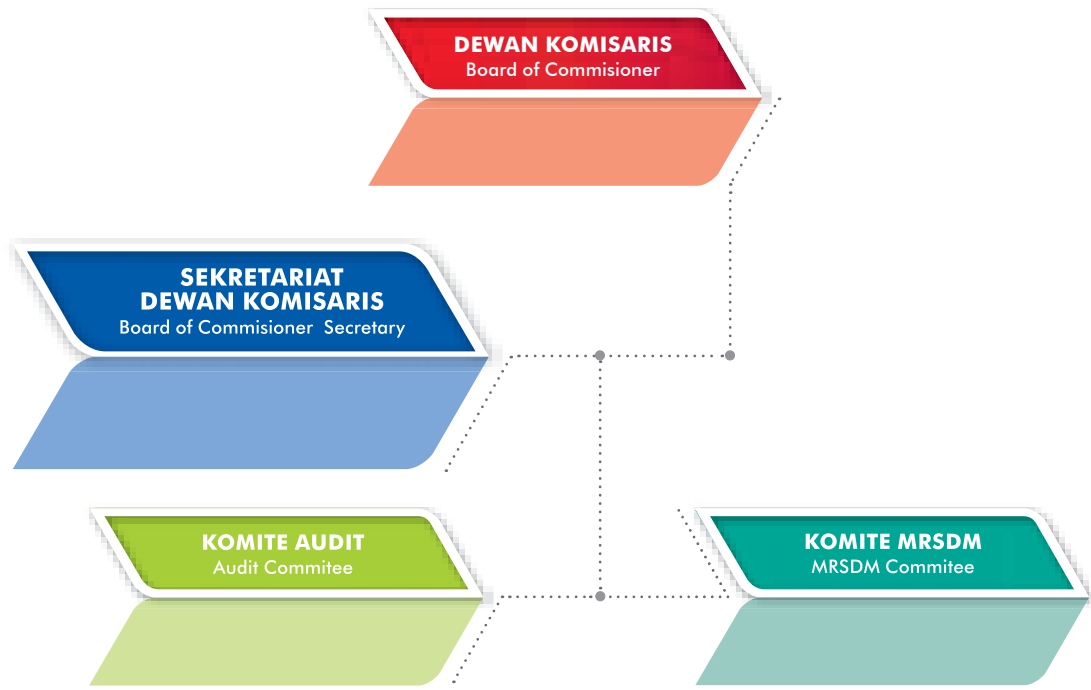 DEWAN KOMISARIS
Board of Commisioner
SEKRETARIAT
DEWAN KOMISARIS
Board of Commisioner Secretary
KOMITE AUDIT
Audit Commitee
KOMITE MRSDM
MRSDM Commitee